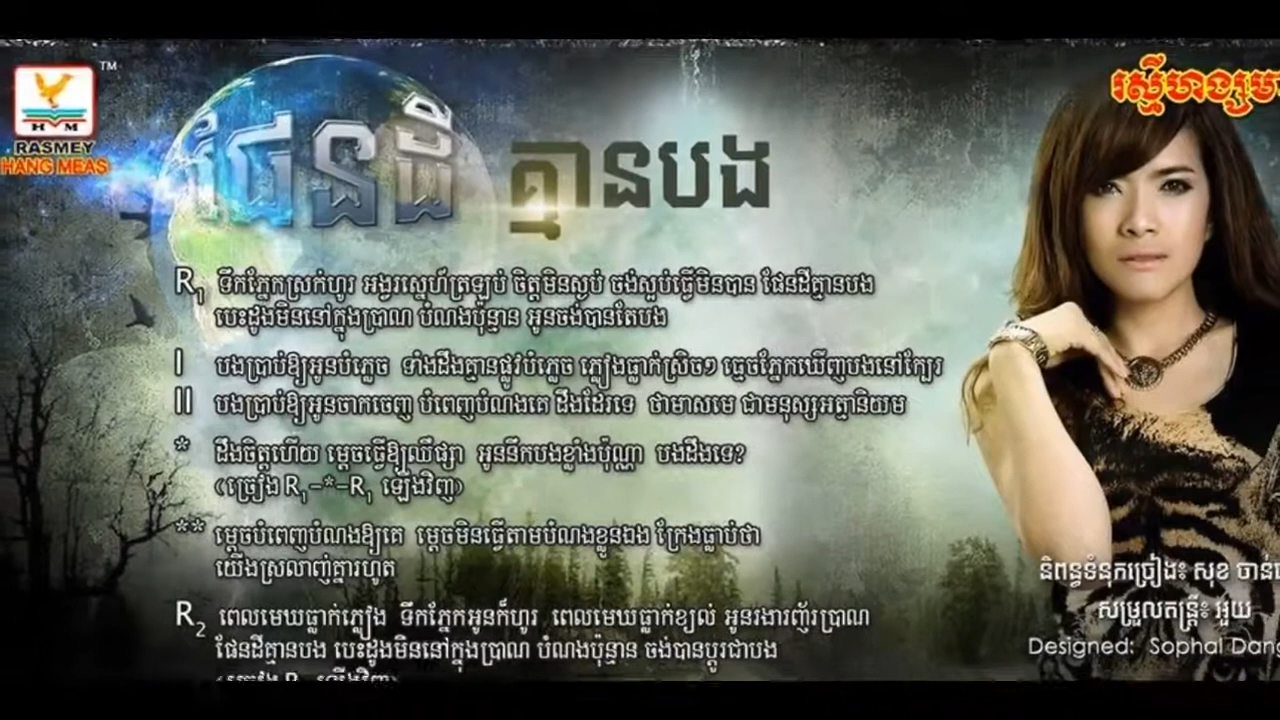 TM
H M
RASMEY
HANG MEAS
រស្មីហង្សមា
ផែនដី គ្មានបង
R1 ទឹកភ្នែកស្រក់ហូរ អង្វរស្នេហ៍ត្រឡប់ ចិត្តមិនស្ងប់ ចង់ស្អប់ធ្វើមិនបាន ផែនដីគ្មានបង
បេះដូងមិននៅក្នុងប្រាណ បំណងប៉ុន្មាន អូនចង់បានតែបង
I បងប្រាប់ឱ្យអូនបំភ្លេច ទាំងដឹងគ្មានផ្លូវបំភ្លេច ភ្លៀងធ្លាក់ស្រិចៗ ធ្មេចភ្នែកឃើញបងនៅក្បែរ
II បងប្រាប់ឱ្យអូនចាកចេញ បំពេញបំណងគេ ដឹងដែរទេ ថាមាសមេ ជាមនុស្សអត្តានិយម
* ដឹងចិត្តហើយ ម្ដេចធ្វើឱ្យឈឺផ្សា អូននឹកបងខ្លាំងប៉ុណ្ណា បងដឹងទេ?
(ច្រៀង R1-*-R1 ឡើងវិញ)
** ម្ដេចបំពេញបំណងឱ្យគេ ម្ដេចមិនធ្វើតាមបំណងខ្លួនឯង ក្រែងធ្លាប់ថា
យើងស្រលាញ់គ្នារហូត
R2 ពេលមេឃធ្លាក់ភ្លៀង ទឹកភ្នែកអូនក៏ហូរ ពេលមេឃធ្លាក់ខ្យល់ អូនរងារញ័រប្រាណ
ផែនដីគ្មានបង បេះដូងមិននៅក្នុងប្រាណ បំណងប៉ុន្មាន ចង់បានប្ដូរជាបង
(ច្រៀង R ឡើងវិញ)
និពន្ធទំនុកច្រៀង៖ សុខ ចាន់
សម្រួលតន្ត្រី៖ អួយ
Designed: Sophal Dang